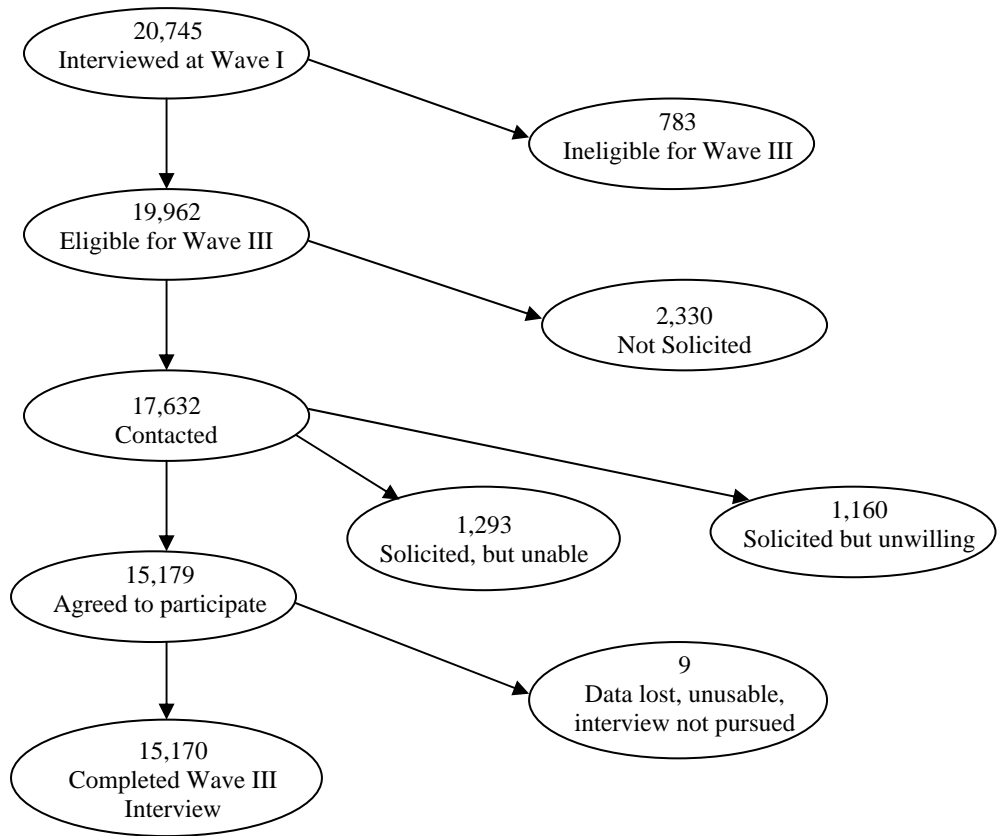 20,745
Interviewed at Wave I
783
Ineligible for Wave III
19,962
Eligible for Wave III
2,330
Not Solicited
17,632
Contacted
1,293
Solicited, but unable
1,160
Solicited but unwilling
15,179
Agreed to participate
9
Data lost, unusable,
interview not pursued
15,170
Completed Wave III
Interview